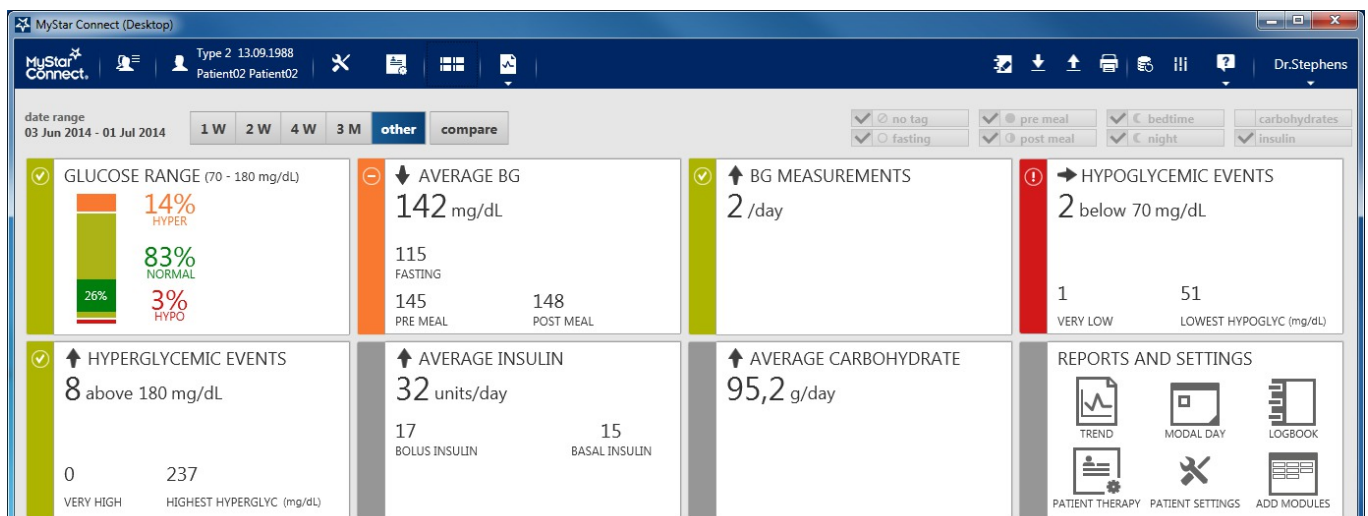 MyStar Connect (Desktop)
MyStar Connect.
Type 2 13.09.1988
Patient02 Patient02
Dr.Stephens
date range
03 Jun 2014 - 01 Jul 2014
1 W 2 W 4 W 3 M other compare
no tag pre meal bedtime carbohydrates
fasting post meal night insulin
GLUCOSE RANGE (70 - 180 mg/dL)
14%
HYPER
83%
NORMAL
26%
3%
HYPO
AVERAGE BG
142 mg/dL
115
FASTING
145 148
PRE MEAL POST MEAL
BG MEASUREMENTS
2 /day
HYPOGLYCEMIC EVENTS
2 below 70 mg/dL
1 51
VERY LOW LOWEST HYPOGLYC (mg/dL)
HYPERGLYCEMIC EVENTS
8 above 180 mg/dL
0 237
VERY HIGH HIGHEST HYPERGLYC (mg/dL)
AVERAGE INSULIN
32 units/day
17 15
BOLUS INSULIN BASAL INSULIN
AVERAGE CARBOHYDRATE
95,2 g/day
REPORTS AND SETTINGS
TREND MODAL DAY LOGBOOK
PATIENT THERAPY PATIENT SETTINGS ADD MODULES